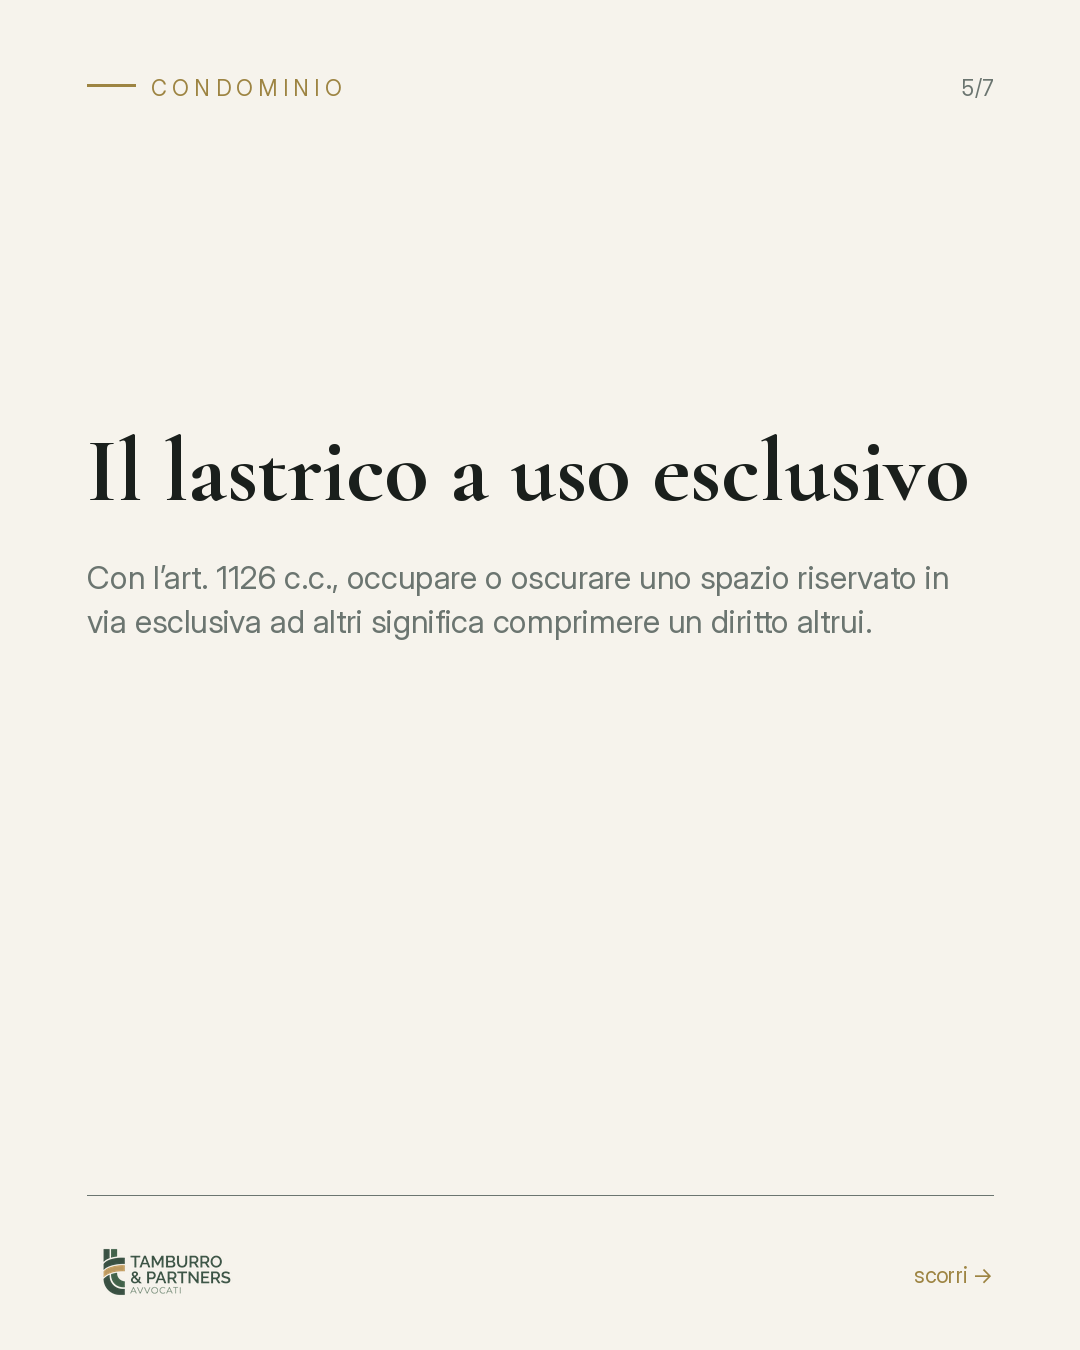 CONDOMINIO
5/7
Il lastrico a uso esclusivo
Con l’art. 1126 c.c., occupare o oscurare uno spazio riservato in
via esclusiva ad altri significa comprimere un diritto altrui.
TAMBURRO
& PARTNERS
AVVOCATI
scorri →